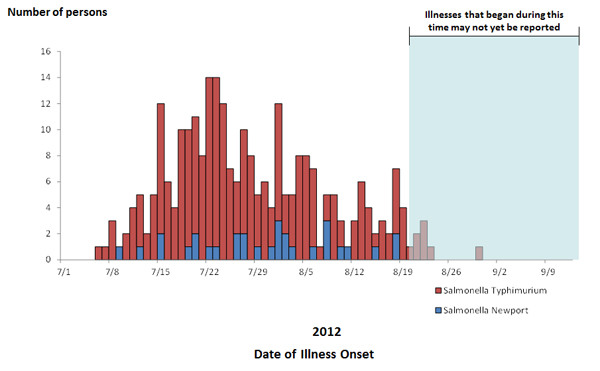 Number of persons
Illnesses that began during this
time may not yet be reported
16
14
12
10
8
6
4
2
0
7/1 7/8 7/15 7/22 7/29 8/5 8/12 8/19 8/26 9/2 9/9
Salmonella Typhimurium
Salmonella Newport
2012
Date of Illness Onset